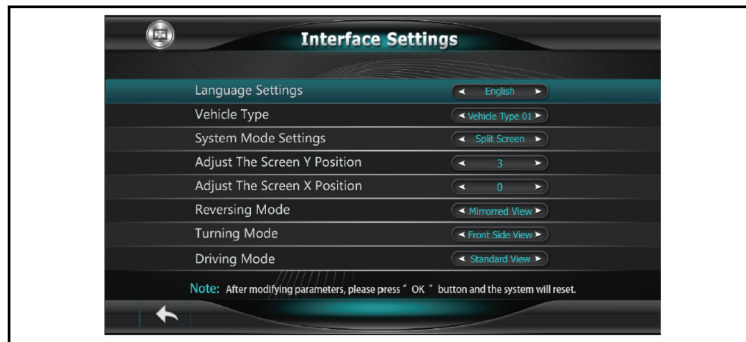 Interface Settings
Language Settings English
Vehicle Type Vehicle Type 01
System Mode Settings Split Screen
Adjust The Screen Y Position 3
Adjust The Screen X Position 0
Reversing Mode Mirrorred View
Turning Mode Front Side View
Driving Mode Standard View
Note: After modifying parameters, please press " OK " button and the system will reset.